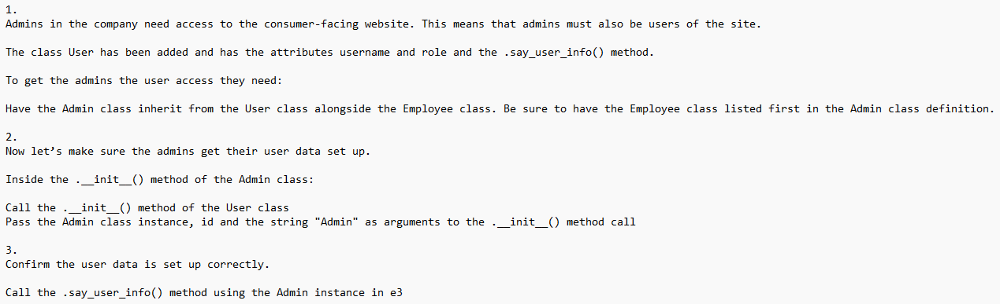 1.
Admins in the company need access to the consumer-facing website. This means that admins must also be users of the site.
The class User has been added and has the attributes username and role and the .say_user_info() method.
To get the admins the user access they need:
Have the Admin class inherit from the User class alongside the Employee class. Be sure to have the Employee class listed first in the Admin class definition.
2.
Now let’s make sure the admins get their user data set up.
Inside the .__init__() method of the Admin class:
Call the .__init__() method of the User class
Pass the Admin class instance, id and the string "Admin" as arguments to the .__init__() method call
3.
Confirm the user data is set up correctly.
Call the .say_user_info() method using the Admin instance in e3